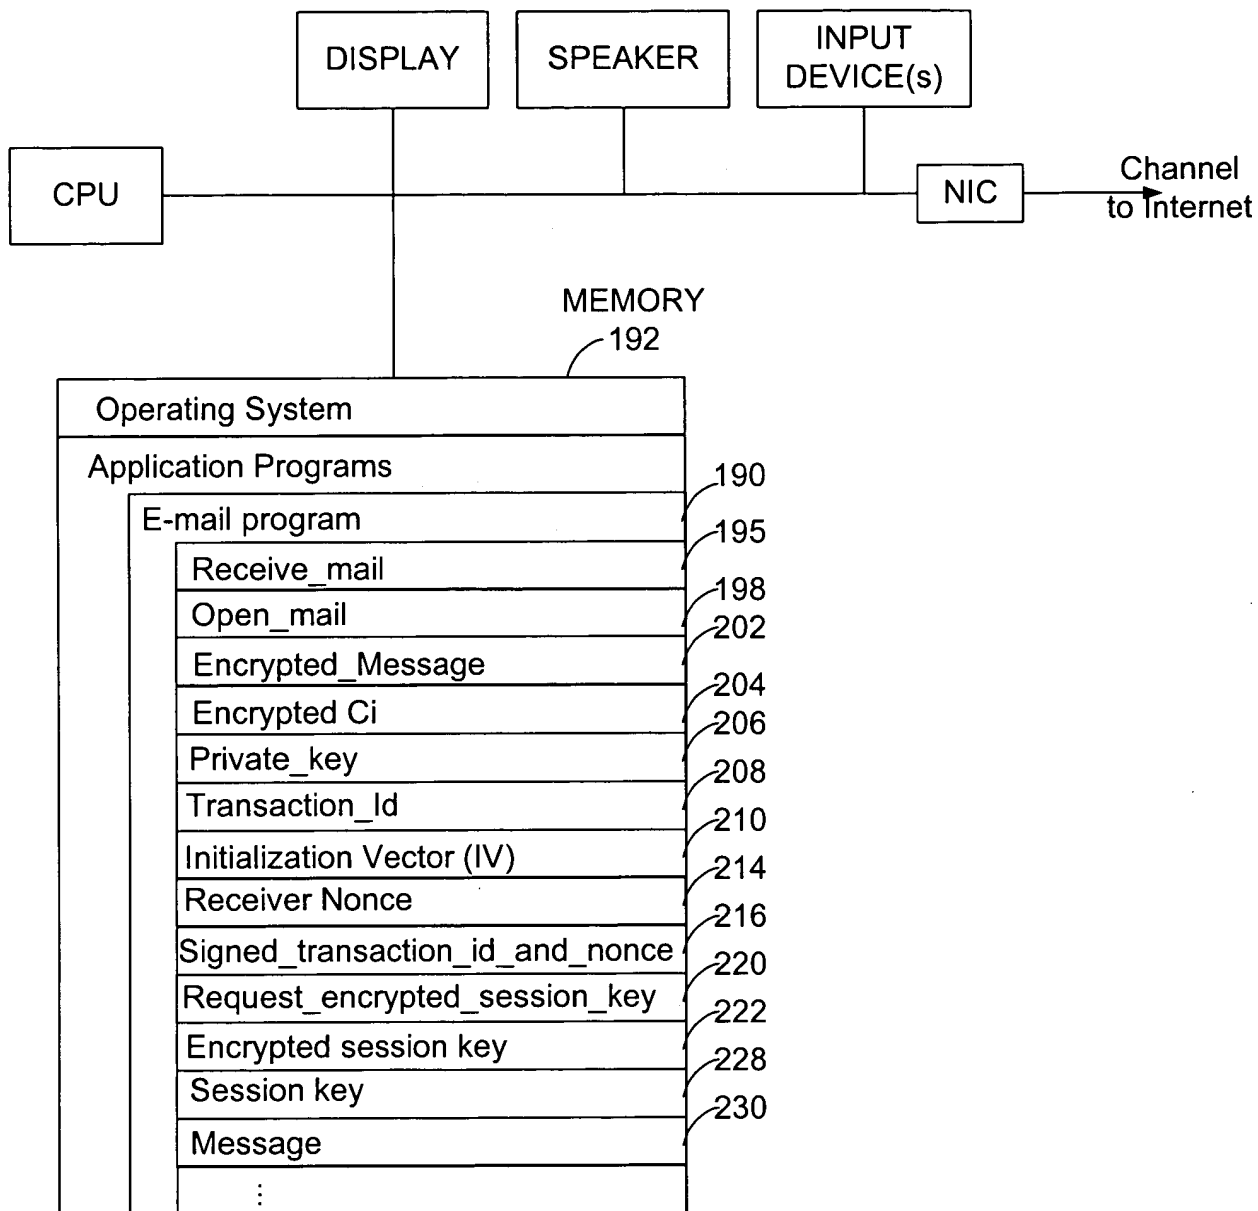 DISPLAY
SPEAKER
INPUT
DEVICE(s)
CPU
NIC
Channel
to Internet
MEMORY
192
Operating System
Application Programs
190
E-mail program
195
Receive_mail
198
Open_mail
202
Encrypted_Message
204
Encrypted Ci
206
Private_key
208
Transaction_Id
210
Initialization Vector (IV)
214
Receiver Nonce
216
Signed_transaction_id_and_nonce
220
Request_encrypted_session_key
222
Encrypted session key
228
Session key
230
Message
⋮